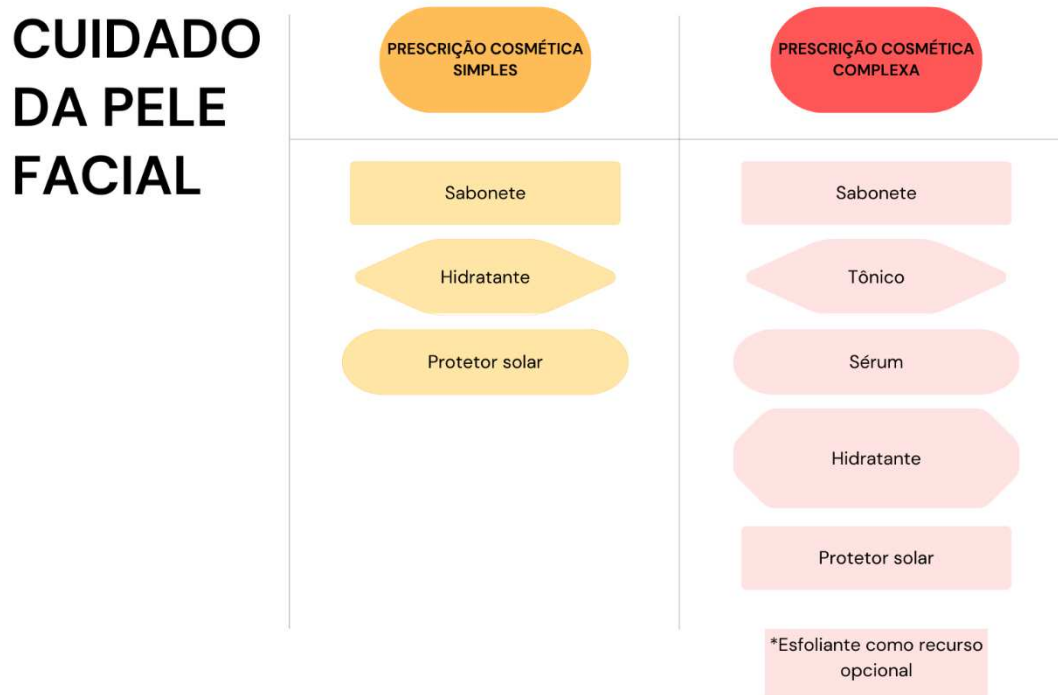 CUIDADO
DA PELE
FACIAL
PRESCRIÇÃO COSMÉTICA
SIMPLES
Sabonete
Hidratante
Protetor solar
PRESCRIÇÃO COSMÉTICA
COMPLEXA
Sabonete
Tônico
Sérum
Hidratante
Protetor solar
*Esfoliante como recurso
opcional